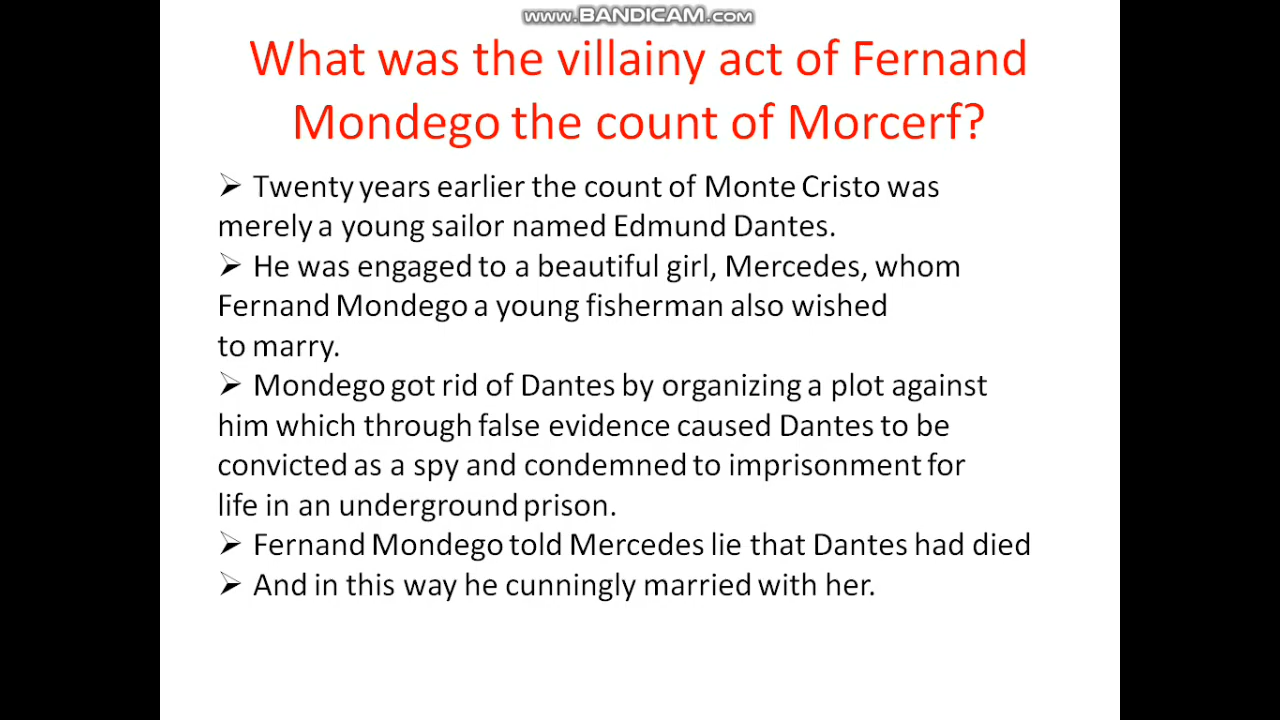 www.BANDICAM.com
What was the villainy act of Fernand
Mondego the count of Morcerf?
➢ Twenty years earlier the count of Monte Cristo was
merely a young sailor named Edmund Dantes.
➢ He was engaged to a beautiful girl, Mercedes, whom
Fernand Mondego a young fisherman also wished
to marry.
➢ Mondego got rid of Dantes by organizing a plot against
him which through false evidence caused Dantes to be
convicted as a spy and condemned to imprisonment for
life in an underground prison.
➢ Fernand Mondego told Mercedes lie that Dantes had died
➢ And in this way he cunningly married with her.